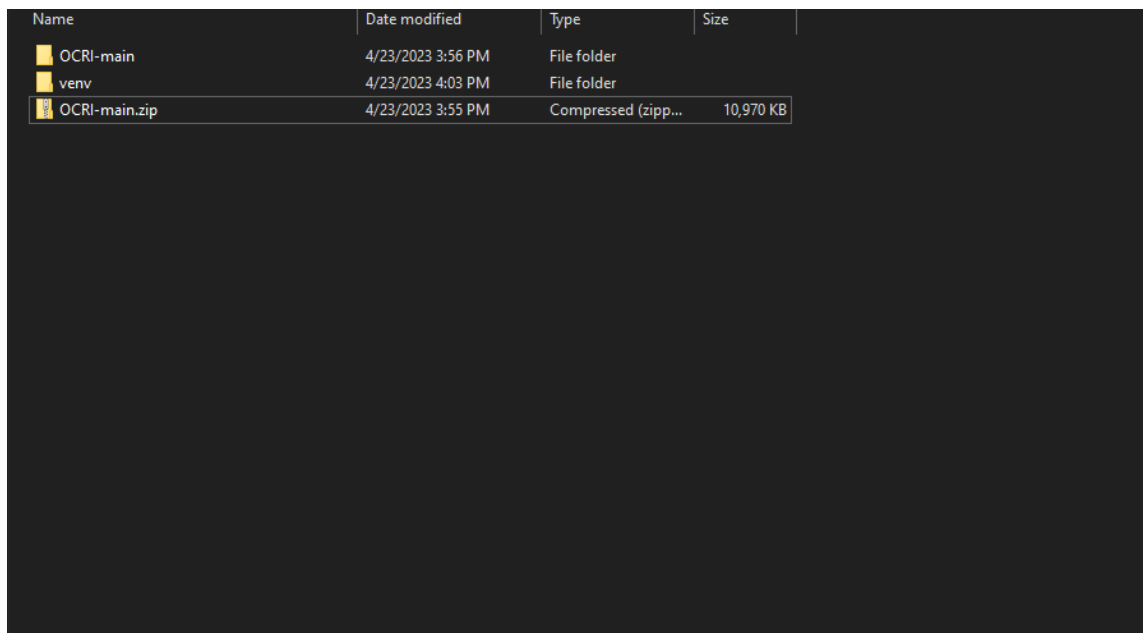 Name Date modified Type Size
OCRI-main 4/23/2023 3:56 PM File folder
venv 4/23/2023 4:03 PM File folder
OCRI-main.zip 4/23/2023 3:55 PM Compressed (zipp... 10,970 KB